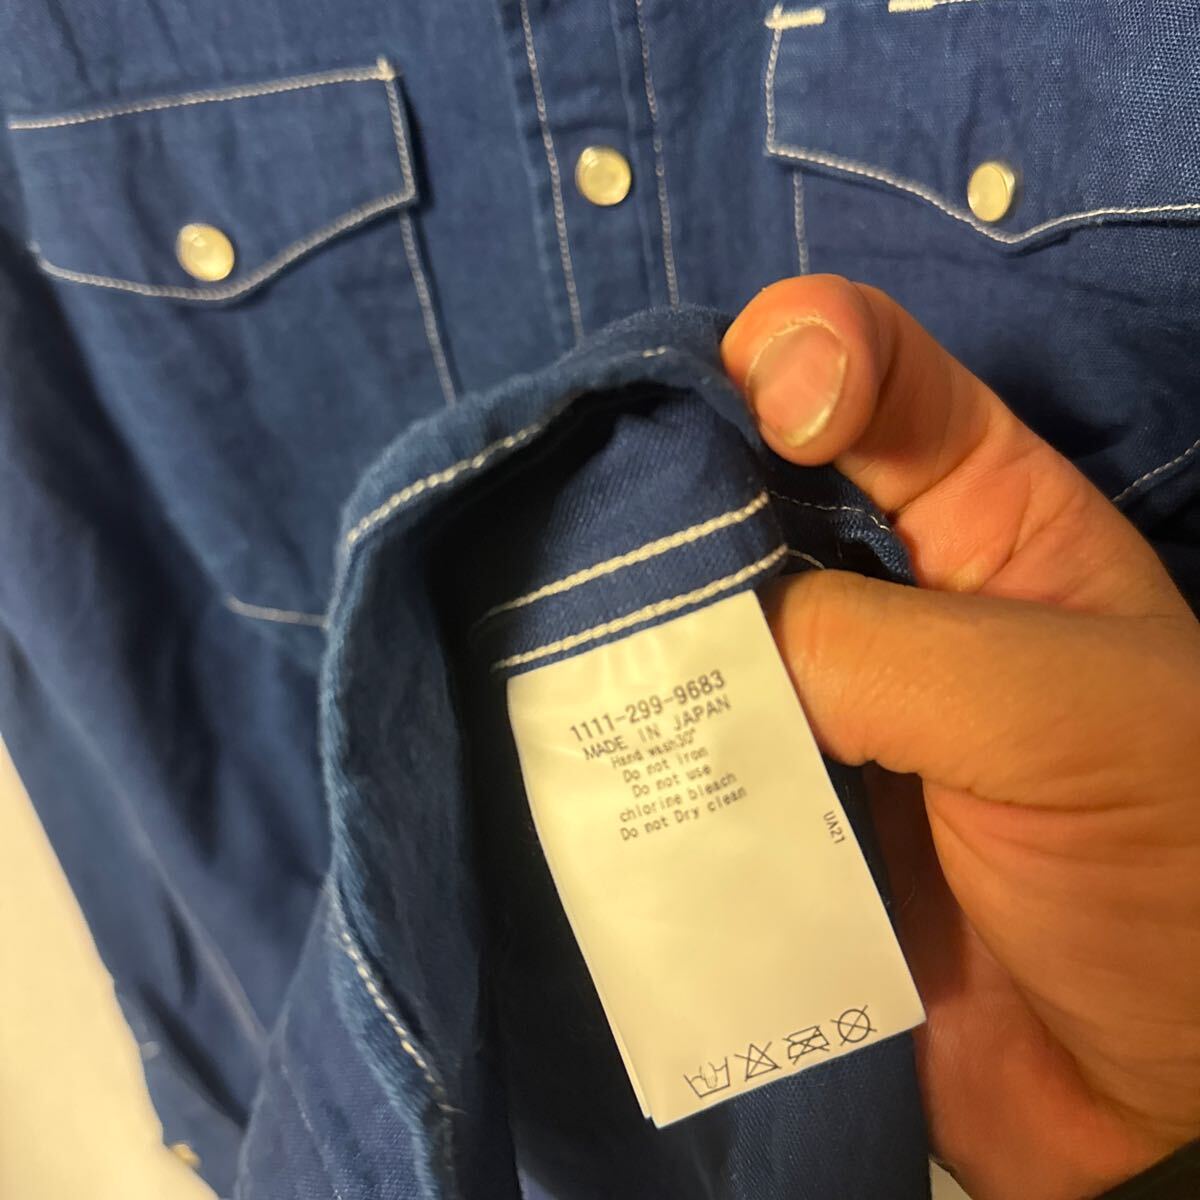 1111-299-9683
MADE IN JAPAN
Hand wash30°
Do not Iron
Do not use
chlorine bleach
Do not Dry clean
UA21